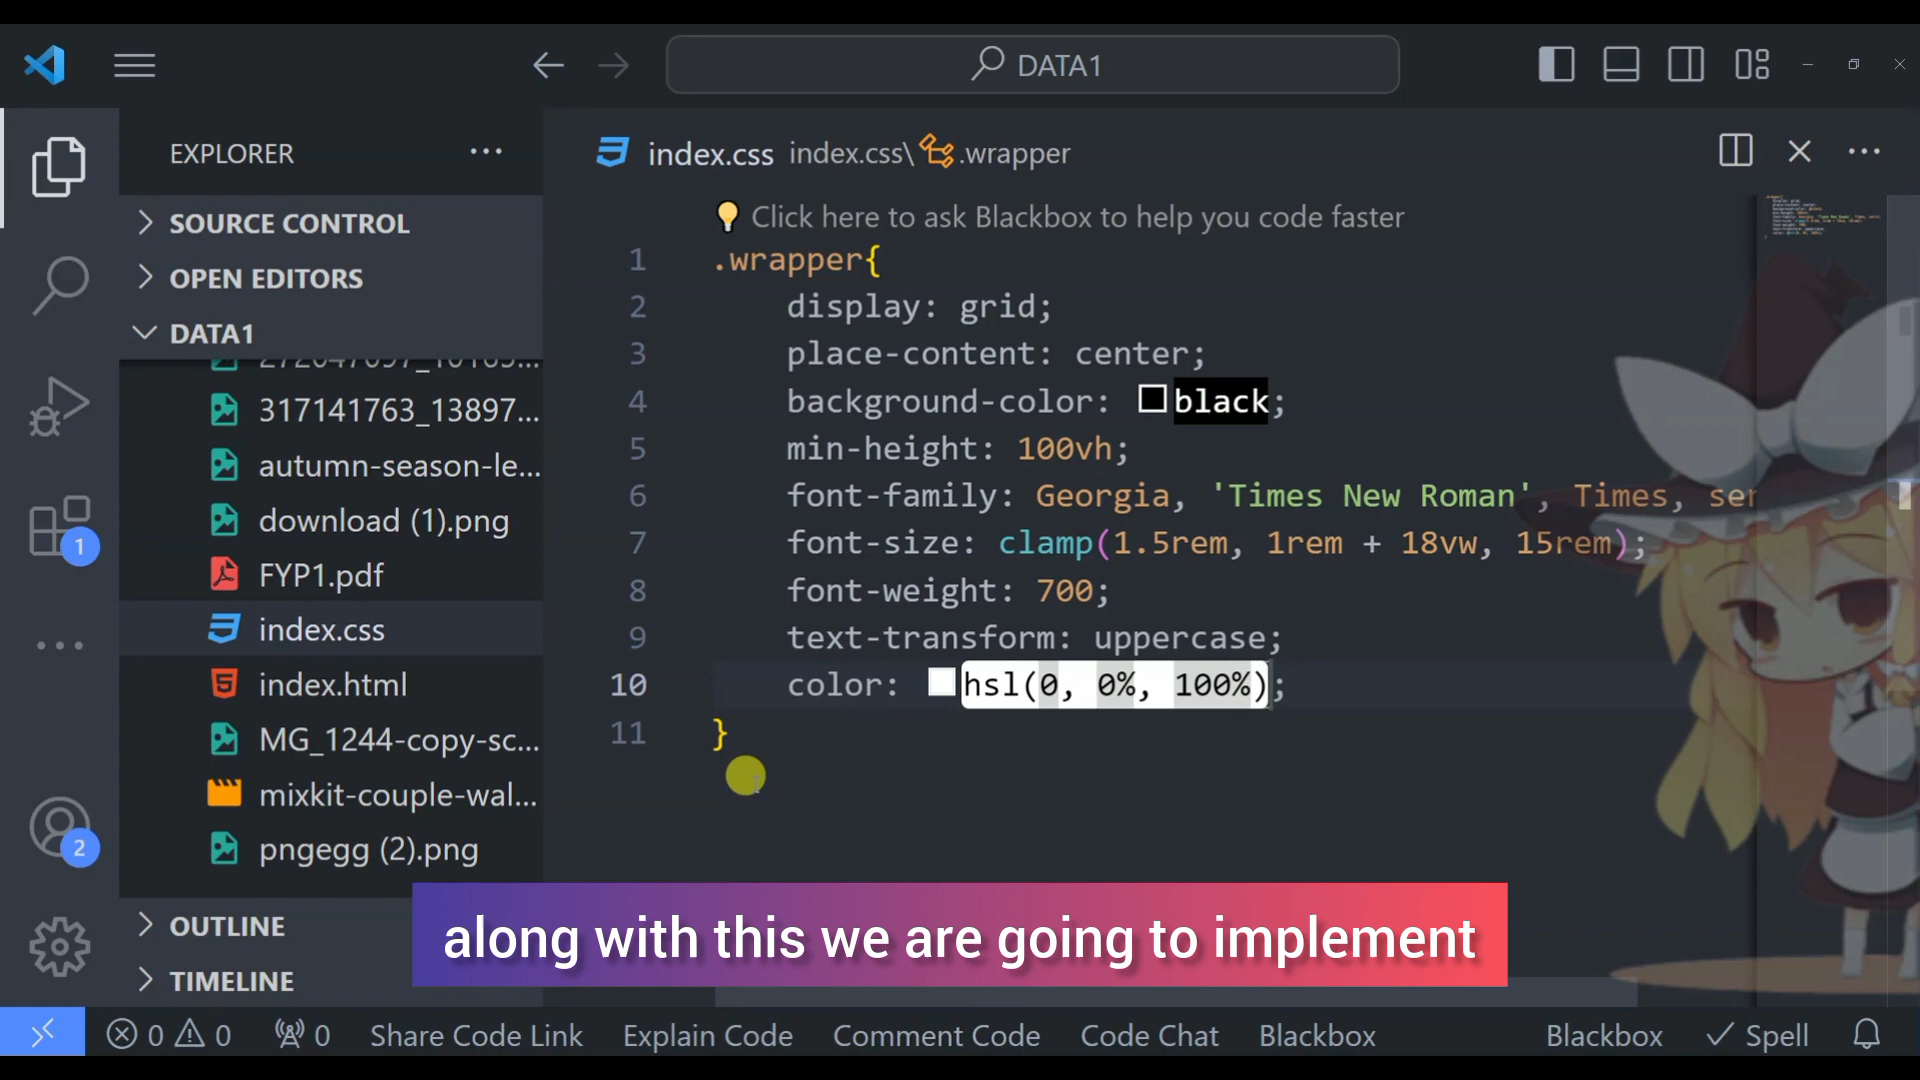 DATA1
EXPLORER
SOURCE CONTROL
OPEN EDITORS
DATA1
317141763_13897...
autumn-season-le...
download (1).png
FYP1.pdf
index.css
index.html
MG_1244-copy-sc...
mixkit-couple-wal...
pngegg (2).png
OUTLINE
TIMELINE
1
2
index.css index.css\ .wrapper
Click here to ask Blackbox to help you code faster
1 .wrapper{
2 display: grid;
3 place-content: center;
4 background-color: black;
5 min-height: 100vh;
6 font-family: Georgia, 'Times New Roman', Times, ser
7 font-size: clamp(1.5rem, 1rem + 18vw, 15rem);
8 font-weight: 700;
9 text-transform: uppercase;
10 color: hsl(0, 0%, 100%);
11 }
along with this we are going to implement
0 0 0 Share Code Link Explain Code Comment Code Code Chat Blackbox Blackbox Spell